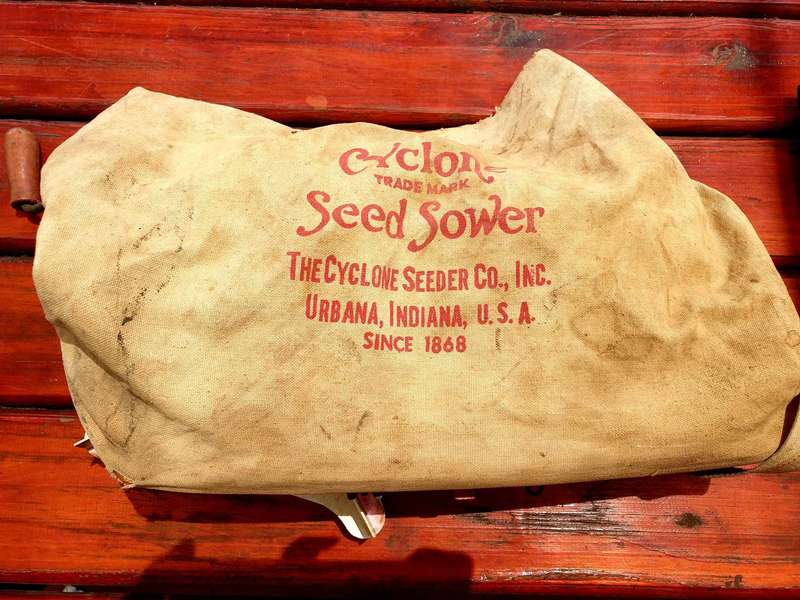 Cyclone
TRADE MARK
Seed Sower
THE CYCLONE SEEDER CO., INC.
URBANA, INDIANA, U.S.A.
SINCE 1868